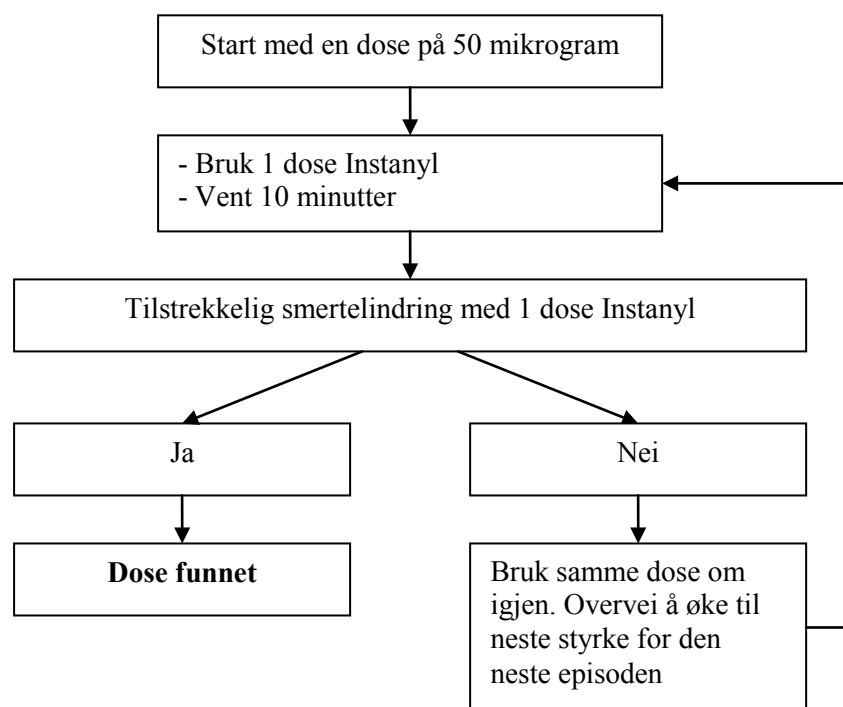 Start med en dose på 50 mikrogram
- Bruk 1 dose Instanyl
- Vent 10 minutter
Tilstrekkelig smertelindring med 1 dose Instanyl
Ja
Nei
Dose funnet
Bruk samme dose om
igjen. Overvei å øke til
neste styrke for den
neste episoden